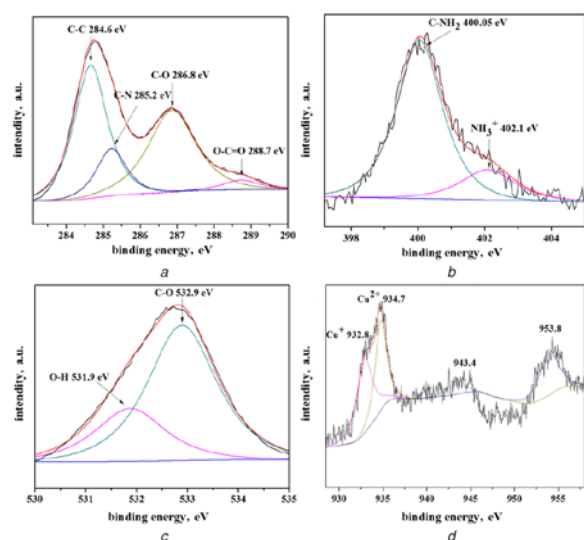 C-C 284.6 eV
C-N 285.2 eV
C-O 286.8 eV
O-C=O 288.7 eV
intendity, a.u.
284 285 286 287 288 289 290
binding energy, eV
a
C-NH2 400.05 eV
NH3+ 402.1 eV
intendity, a.u.
398 400 402 404
binding energy, eV
b
C-O 532.9 eV
O-H 531.9 eV
intendity, a.u.
530 531 532 533 534 535
binding energy, eV
c
Cu2+ 934.7
Cu+ 932.8
943.4
953.8
intendity, a.u.
930 935 940 945 950 955
binding energy, eV
d